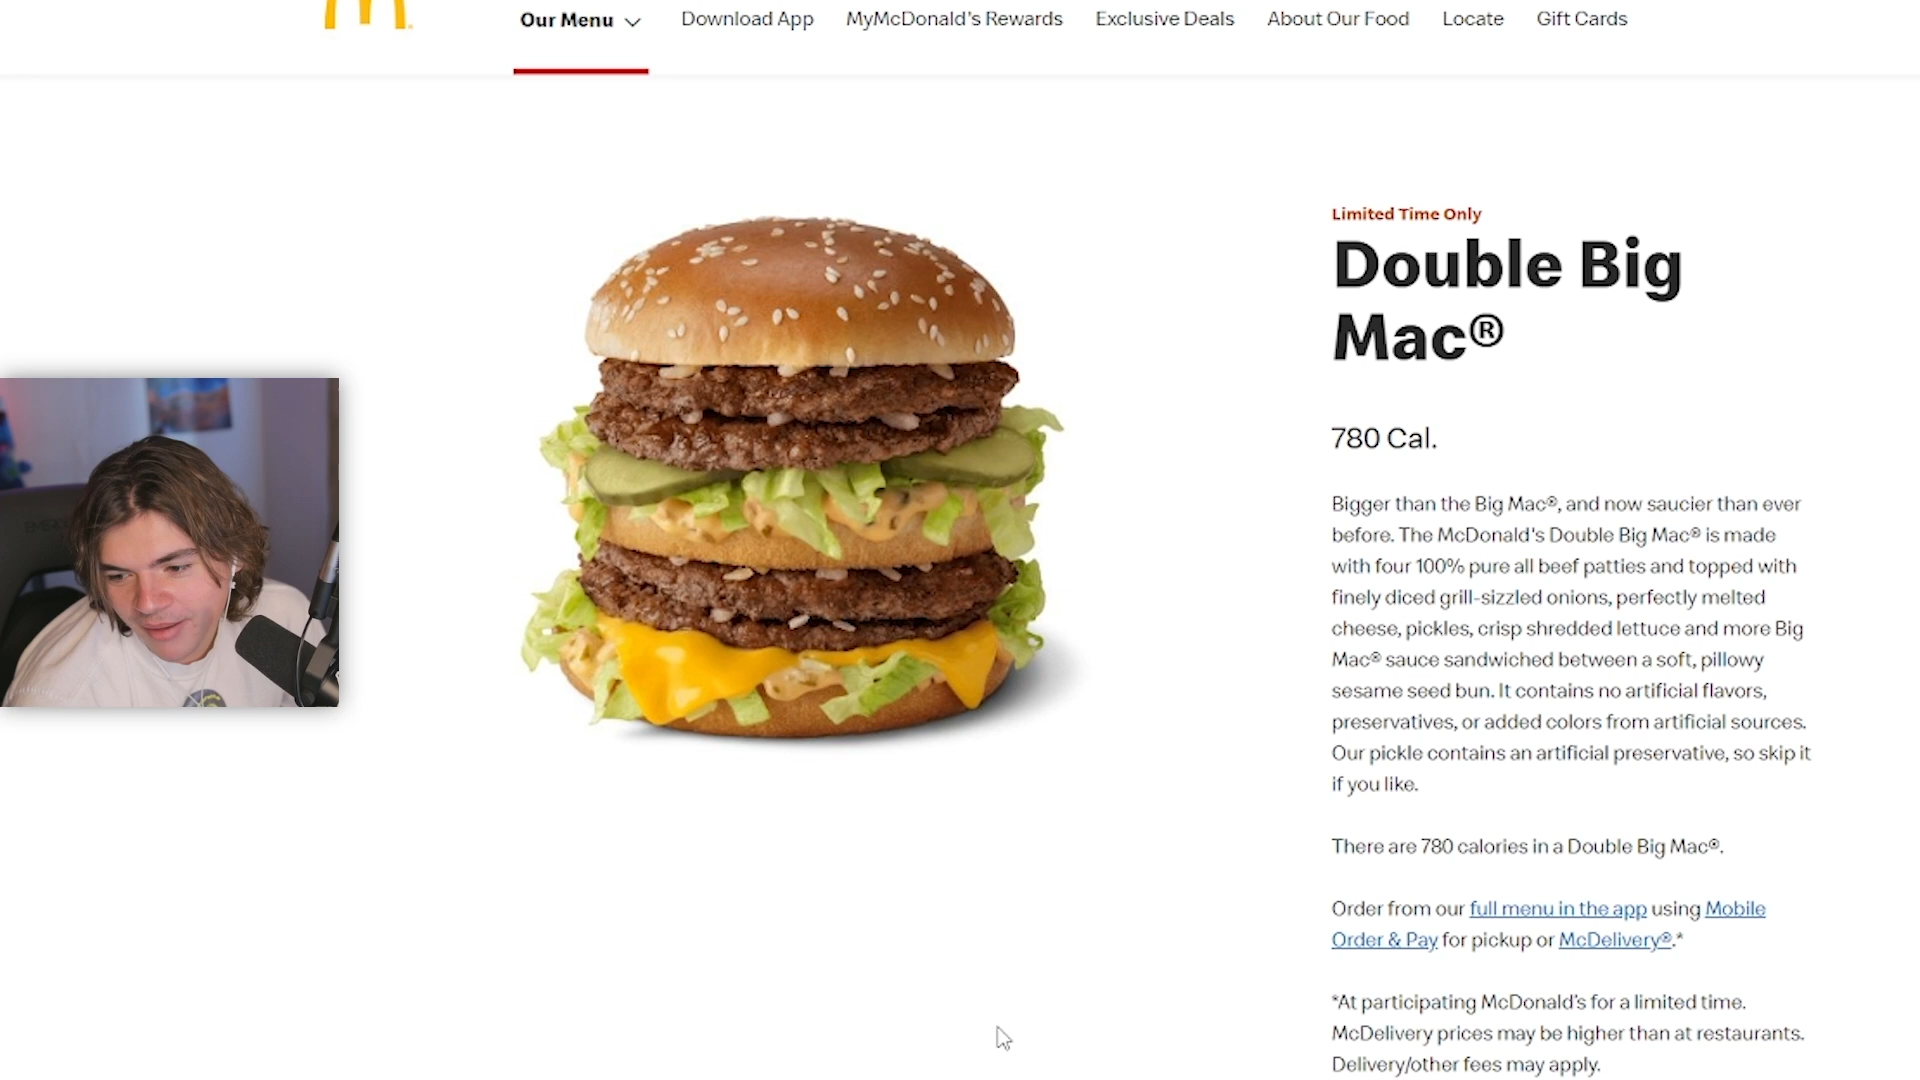 Our Menu
Download App
MyMcDonald's Rewards
Exclusive Deals
About Our Food
Locate
Gift Cards
Limited Time Only
Double Big
Mac®
780 Cal.
Bigger than the Big Mac®, and now saucier than ever
before. The McDonald's Double Big Mac® is made
with four 100% pure all beef patties and topped with
finely diced grill-sizzled onions, perfectly melted
cheese, pickles, crisp shredded lettuce and more Big
Mac® sauce sandwiched between a soft, pillowy
sesame seed bun. It contains no artificial flavors,
preservatives, or added colors from artificial sources.
Our pickle contains an artificial preservative, so skip it
if you like.
There are 780 calories in a Double Big Mac®.
Order from our full menu in the app using Mobile
Order & Pay for pickup or McDelivery®.*
*At participating McDonald's for a limited time.
McDelivery prices may be higher than at restaurants.
Delivery/other fees may apply.